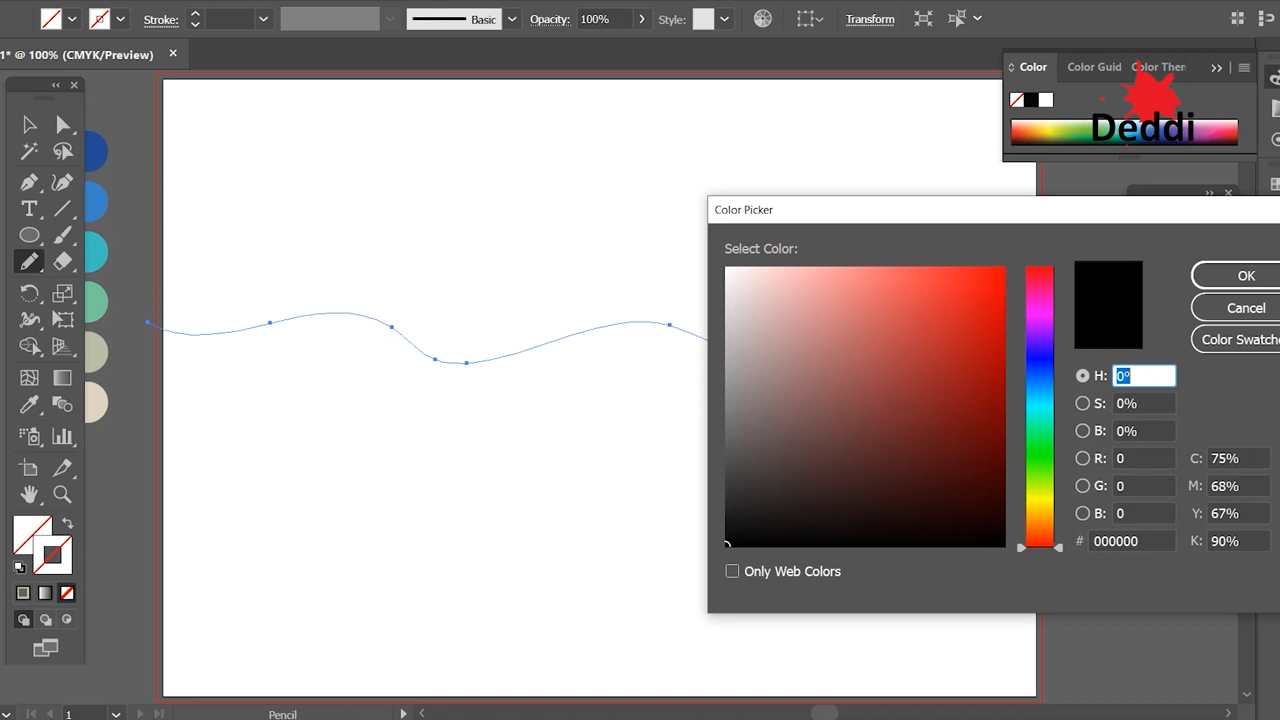 Stroke:
Basic
Opacity:
100%
Style:
Transform
1* @ 100% (CMYK/Preview)
Color
Color Guid
Color Then
Deddi
Color Picker
Select Color:
OK
Cancel
Color Swatche
H: 0°
S: 0%
B: 0%
R: 0
C: 75%
G: 0
M: 68%
B: 0
Y: 67%
# 000000
K: 90%
Only Web Colors
1
Pencil